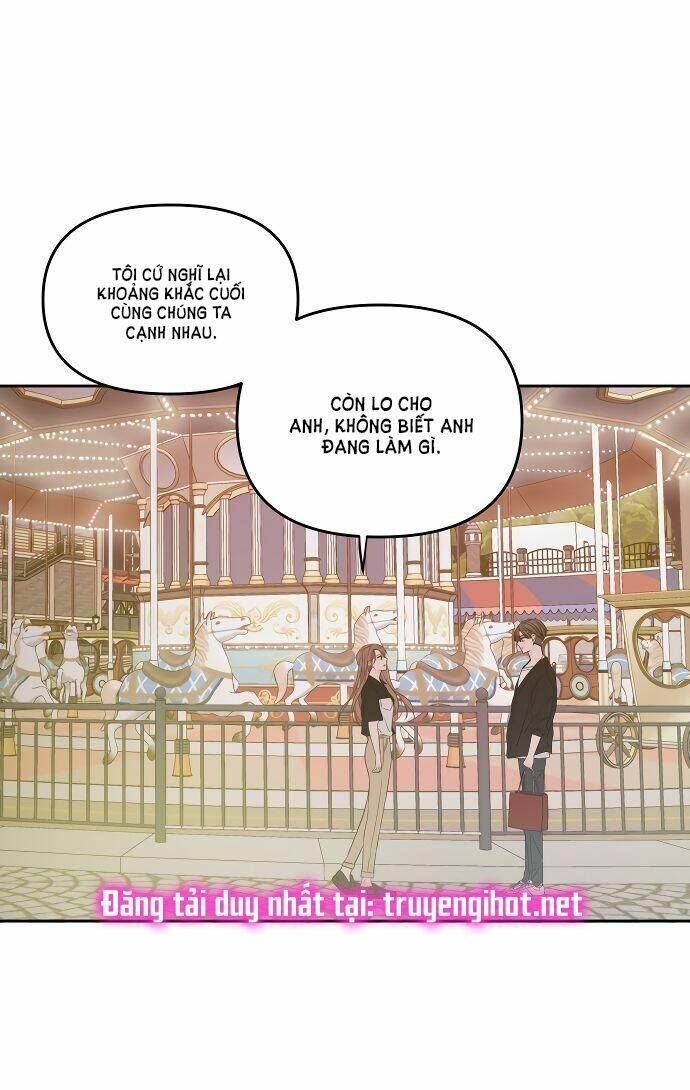 TÔI CỨ NGHĨ LẠI
KHOẢNG KHẮC CUỐI
CÙNG CHÚNG TA
CẠNH NHAU.
CÒN LO CHO
ANH, KHÔNG BIẾT ANH
ĐANG LÀM GÌ.
Đăng tải duy nhất tại: truyengihot.net